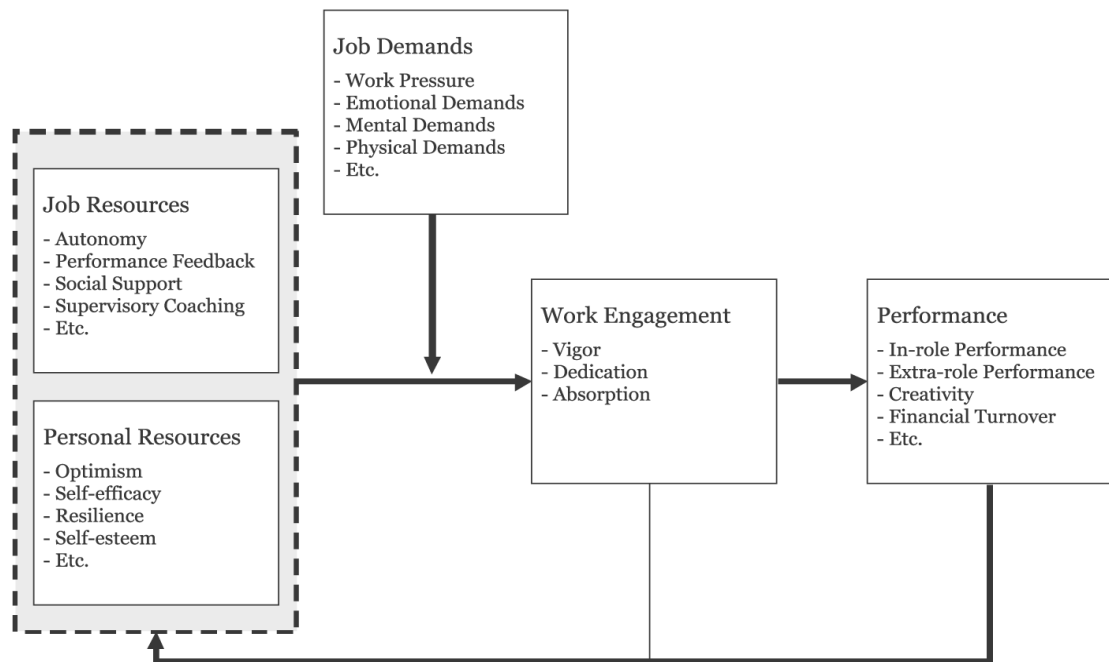 Job Demands
- Work Pressure
- Emotional Demands
- Mental Demands
- Physical Demands
- Etc.
Job Resources
- Autonomy
- Performance Feedback
- Social Support
- Supervisory Coaching
- Etc.
Personal Resources
- Optimism
- Self-efficacy
- Resilience
- Self-esteem
- Etc.
Work Engagement
- Vigor
- Dedication
- Absorption
Performance
- In-role Performance
- Extra-role Performance
- Creativity
- Financial Turnover
- Etc.